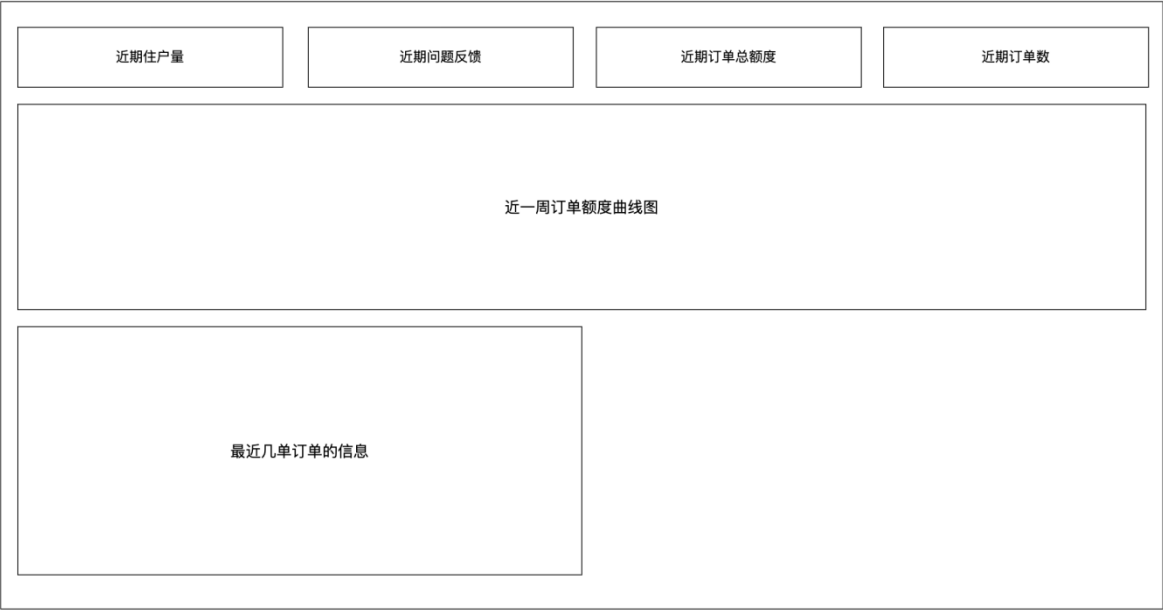 近期住户量
近期问题反馈
近期订单总额度
近期订单数
近一周订单额度曲线图
最近几单订单的信息